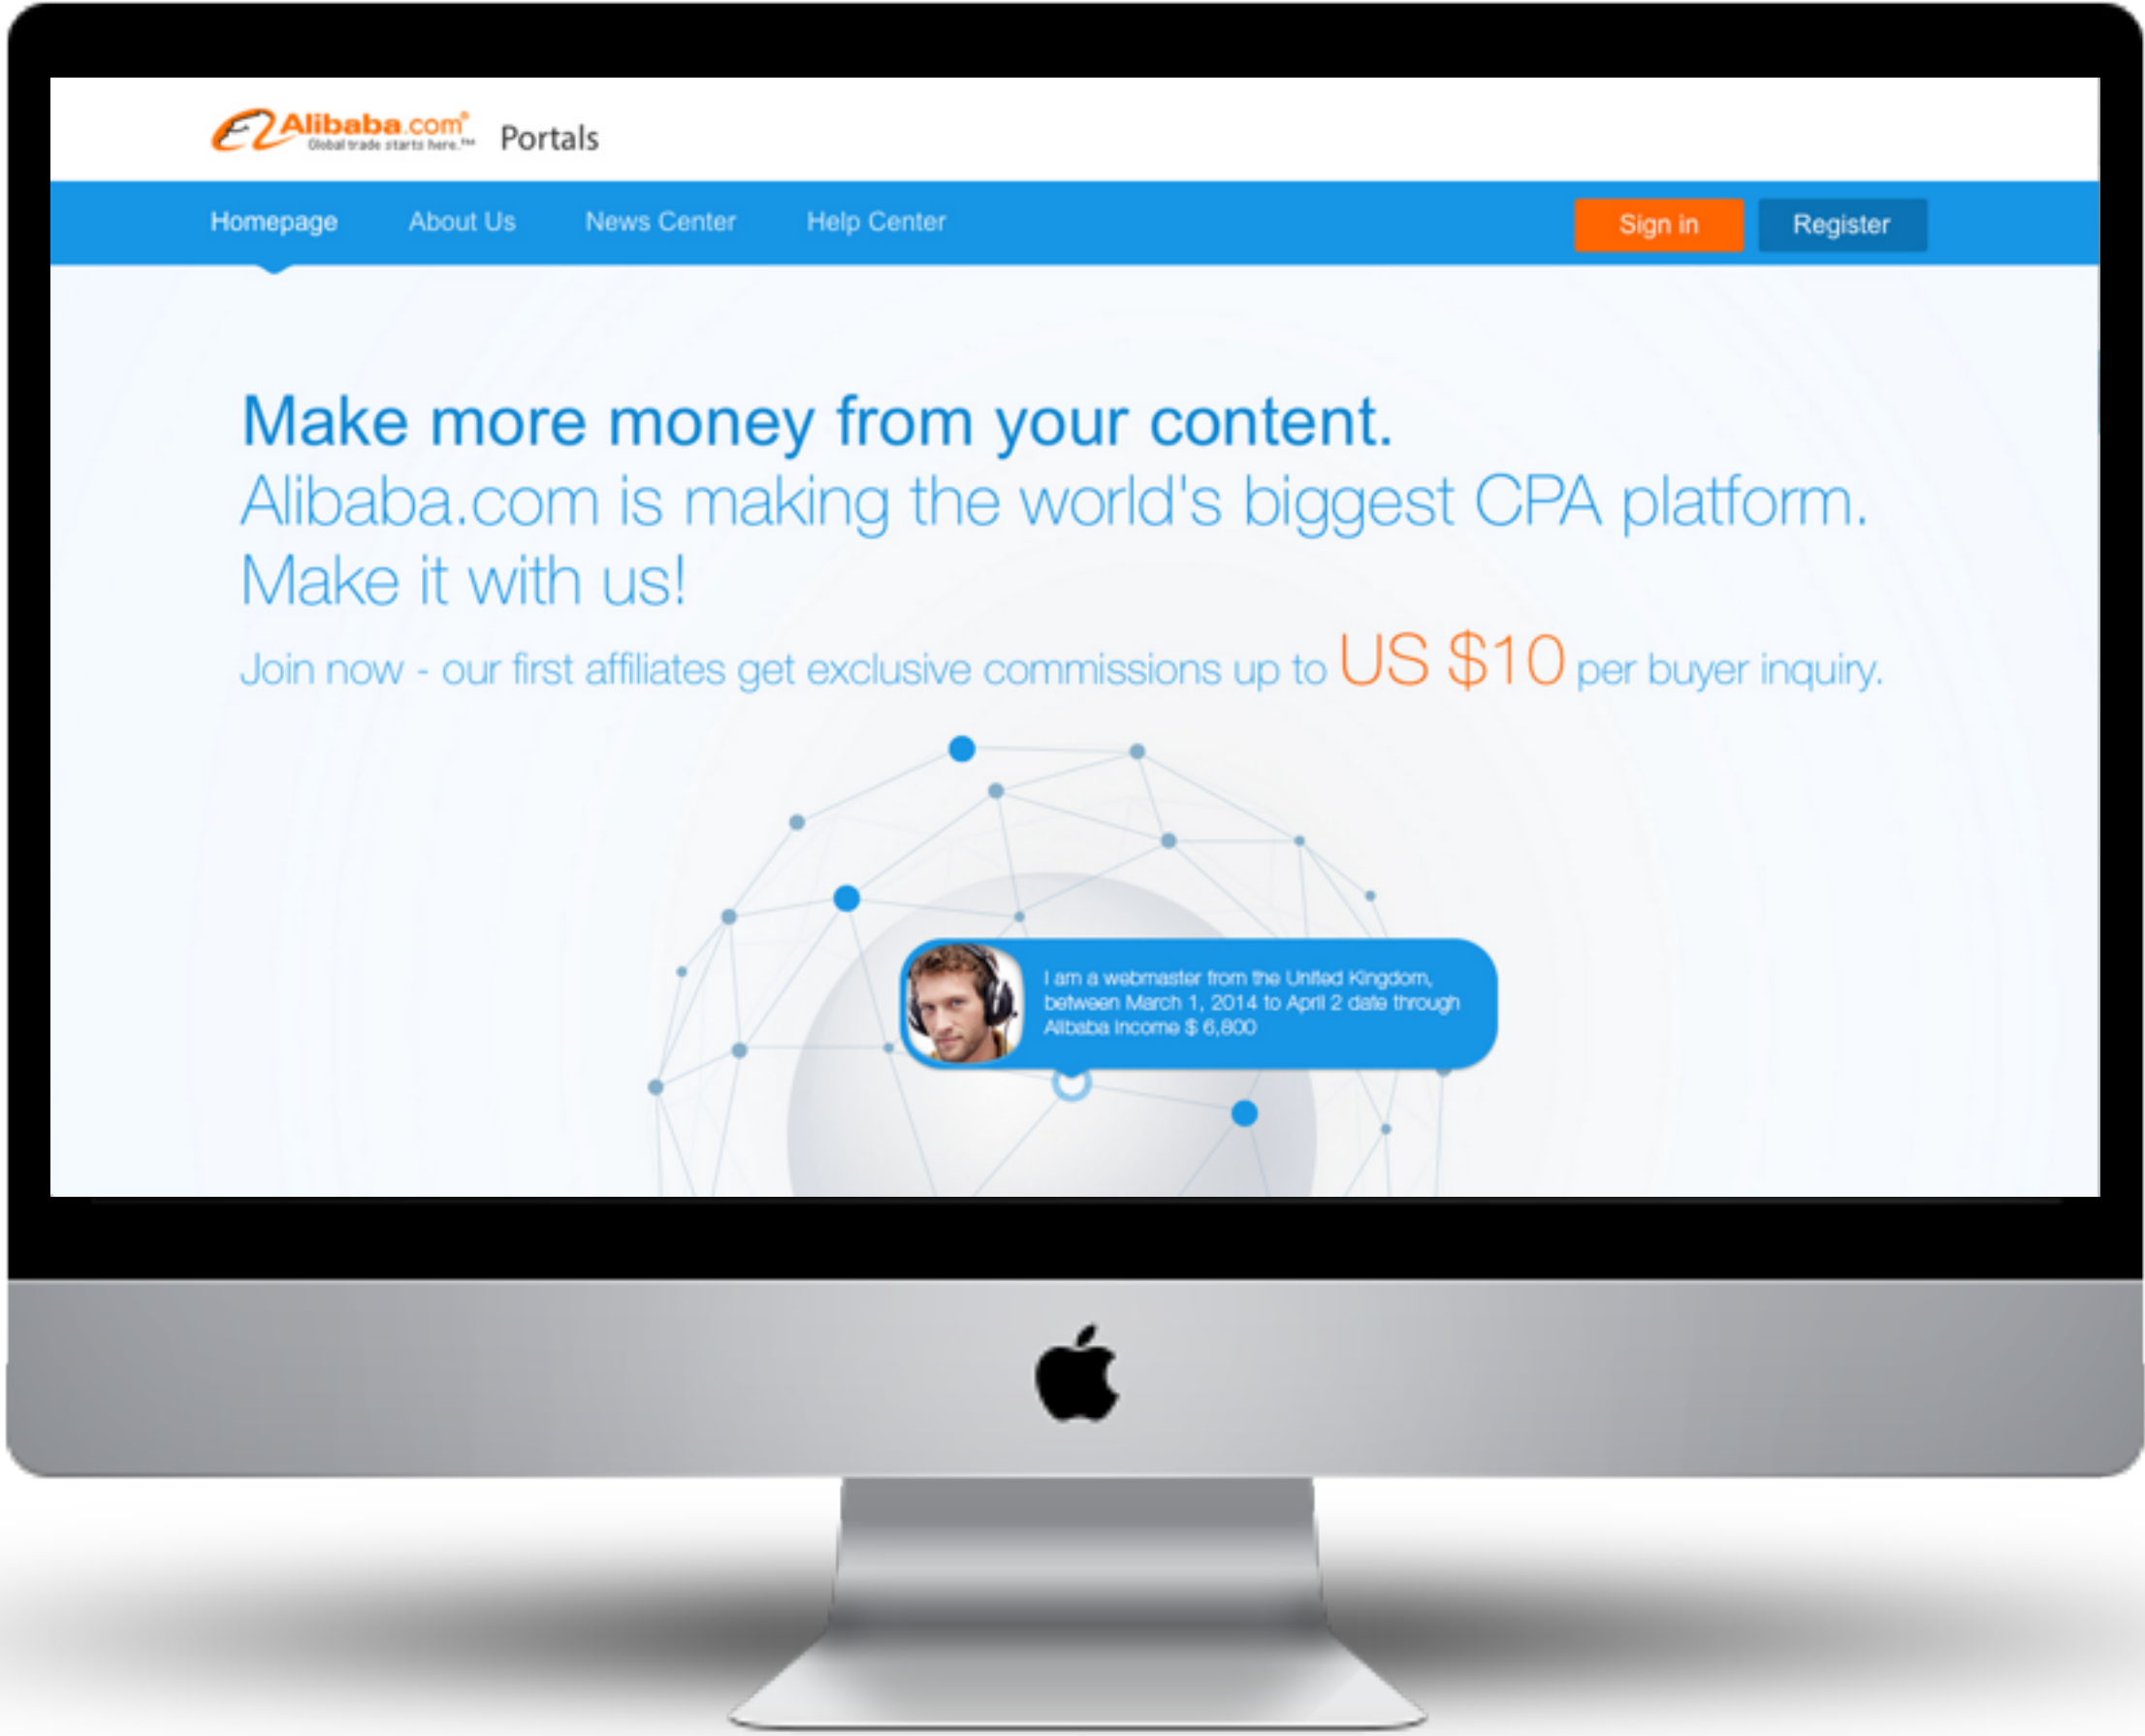 Alibaba.com®
Global trade starts here.™
Portals
Homepage About Us News Center Help Center Sign in Register
Make more money from your content.
Alibaba.com is making the world's biggest CPA platform.
Make it with us!
Join now - our first affiliates get exclusive commissions up to US $10 per buyer inquiry.
I am a webmaster from the United Kingdom,
between March 1, 2014 to April 2 date through
Alibaba income $ 6,800